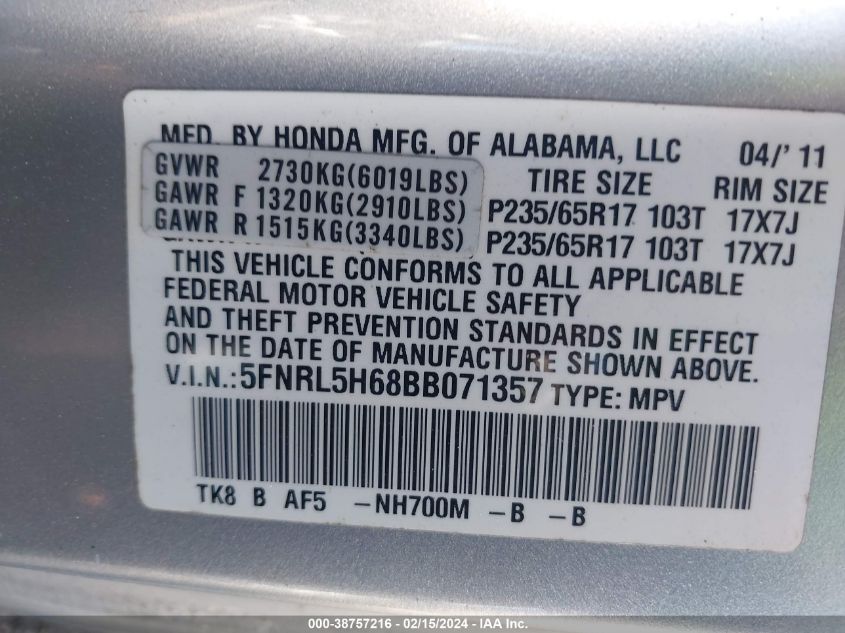 MFD. BY HONDA MFG. OF ALABAMA, LLC 04/' 11
GVWR 2730KG(6019LBS) TIRE SIZE RIM SIZE
GAWR F 1320KG(2910LBS) P235/65R17 103T 17X7J
GAWR R 1515KG(3340LBS) P235/65R17 103T 17X7J
THIS VEHICLE CONFORMS TO ALL APPLICABLE
FEDERAL MOTOR VEHICLE SAFETY
AND THEFT PREVENTION STANDARDS IN EFFECT
ON THE DATE OF MANUFACTURE SHOWN ABOVE.
V.I.N.:5FNRL5H68BB071357 TYPE: MPV
TK8 B AF5 -NH700M -B -B
000-38757216 - 02/15/2024 - IAA, Inc.